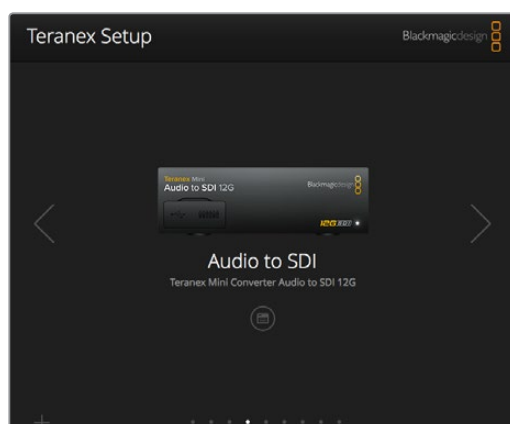 Teranex Setup
Blackmagicdesign
Teranex Mini
Audio to SDI 12G
Blackmagicdesign
12G
Audio to SDI
Teranex Mini Converter Audio to SDI 12G